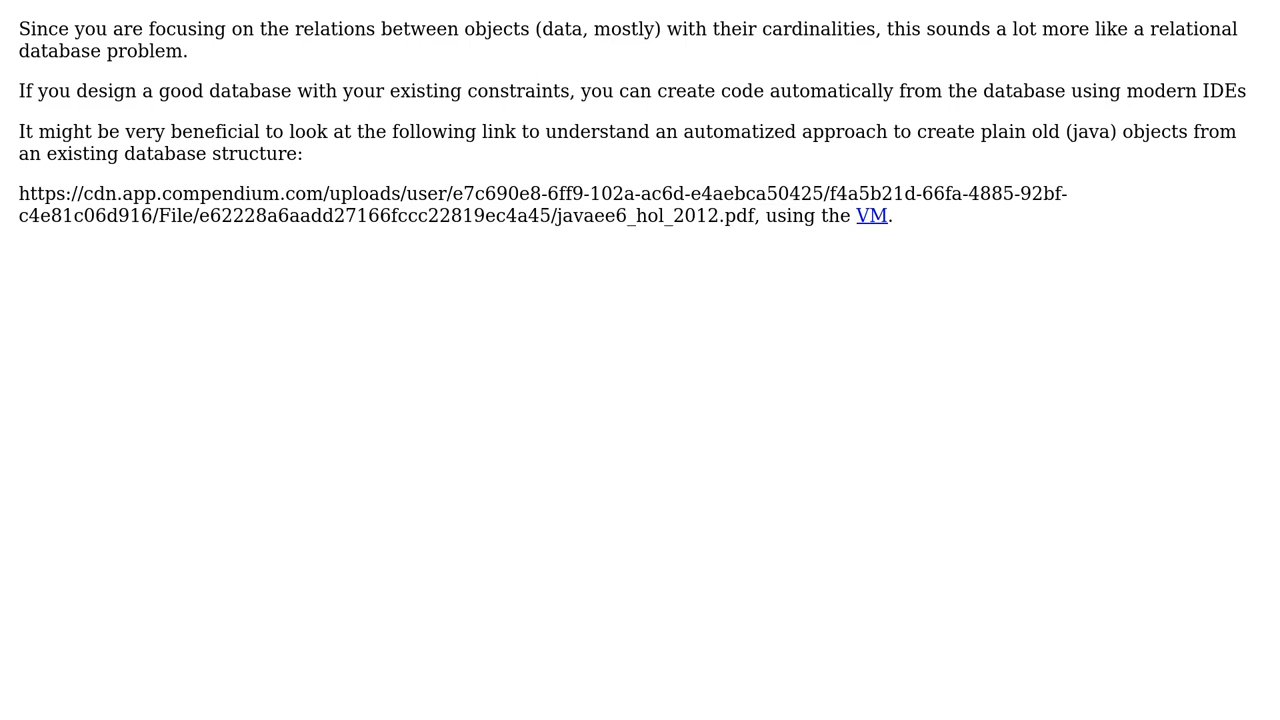 Since you are focusing on the relations between objects (data, mostly) with their cardinalities, this sounds a lot more like a relational
database problem.
If you design a good database with your existing constraints, you can create code automatically from the database using modern IDEs
It might be very beneficial to look at the following link to understand an automatized approach to create plain old (java) objects from
an existing database structure:
https://cdn.app.compendium.com/uploads/user/e7c690e8-6ff9-102a-ac6d-e4aebca50425/f4a5b21d-66fa-4885-92bf-
c4e81c06d916/File/e62228a6aadd27166fccc22819ec4a45/javaee6_hol_2012.pdf, using the VM.